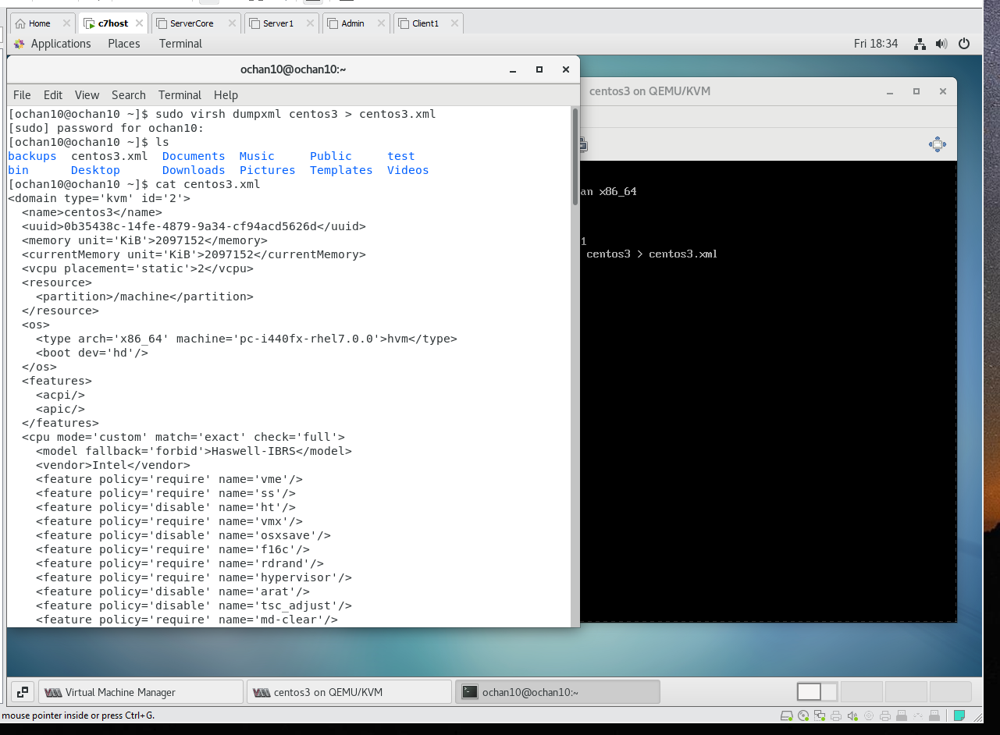 Home c7host ServerCore Server1 Admin Client1
Applications Places Terminal Fri 18:34
ochan10@ochan10:~
File Edit View Search Terminal Help
[ochan10@ochan10 ~]$ sudo virsh dumpxml centos3 > centos3.xml
[sudo] password for ochan10:
[ochan10@ochan10 ~]$ ls
backups centos3.xml Documents Music Public test
bin Desktop Downloads Pictures Templates Videos
[ochan10@ochan10 ~]$ cat centos3.xml
<domain type='kvm' id='2'>
  <name>centos3</name>
  <uuid>0b35438c-14fe-4879-9a34-cf94acd5626d</uuid>
  <memory unit='KiB'>2097152</memory>
  <currentMemory unit='KiB'>2097152</currentMemory>
  <vcpu placement='static'>2</vcpu>
  <resource>
    <partition>/machine</partition>
  </resource>
  <os>
    <type arch='x86_64' machine='pc-i440fx-rhel7.0.0'>hvm</type>
    <boot dev='hd'/>
  </os>
  <features>
    <acpi/>
    <apic/>
  </features>
  <cpu mode='custom' match='exact' check='full'>
    <model fallback='forbid'>Haswell-IBRS</model>
    <vendor>Intel</vendor>
    <feature policy='require' name='vme'/>
    <feature policy='require' name='ss'/>
    <feature policy='disable' name='ht'/>
    <feature policy='require' name='vmx'/>
    <feature policy='disable' name='osxsave'/>
    <feature policy='require' name='f16c'/>
    <feature policy='require' name='rdrand'/>
    <feature policy='require' name='hypervisor'/>
    <feature policy='disable' name='arat'/>
    <feature policy='disable' name='tsc_adjust'/>
    <feature policy='require' name='md-clear'/>
centos3 on QEMU/KVM
an x86_64
1
centos3 > centos3.xml
Virtual Machine Manager centos3 on QEMU/KVM ochan10@ochan10:~
mouse pointer inside or press Ctrl+G.